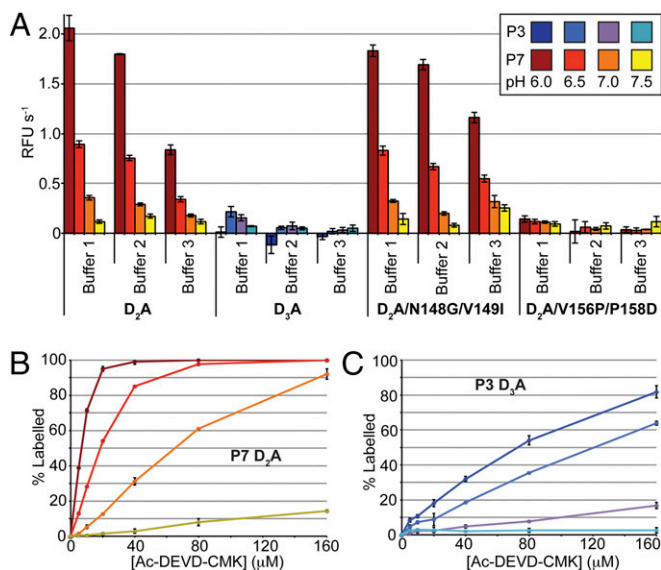 A
RFU s⁻¹
2.0
1.5
1.0
0.5
0
P3
P7
pH 6.0 6.5 7.0 7.5
Buffer 1 Buffer 2 Buffer 3 Buffer 1 Buffer 2 Buffer 3 Buffer 1 Buffer 2 Buffer 3 Buffer 1 Buffer 2 Buffer 3
D₂A D₃A D₂A/N148G/V149I D₂A/V156P/P158D
B
% Labelled
100
80
60
40
20
0
P7 D₂A
0 40 80 120 160
[Ac-DEVD-CMK] (μM)
C
% Labelled
100
80
60
40
20
0
P3 D₃A
0 40 80 120 160
[Ac-DEVD-CMK] (μM)